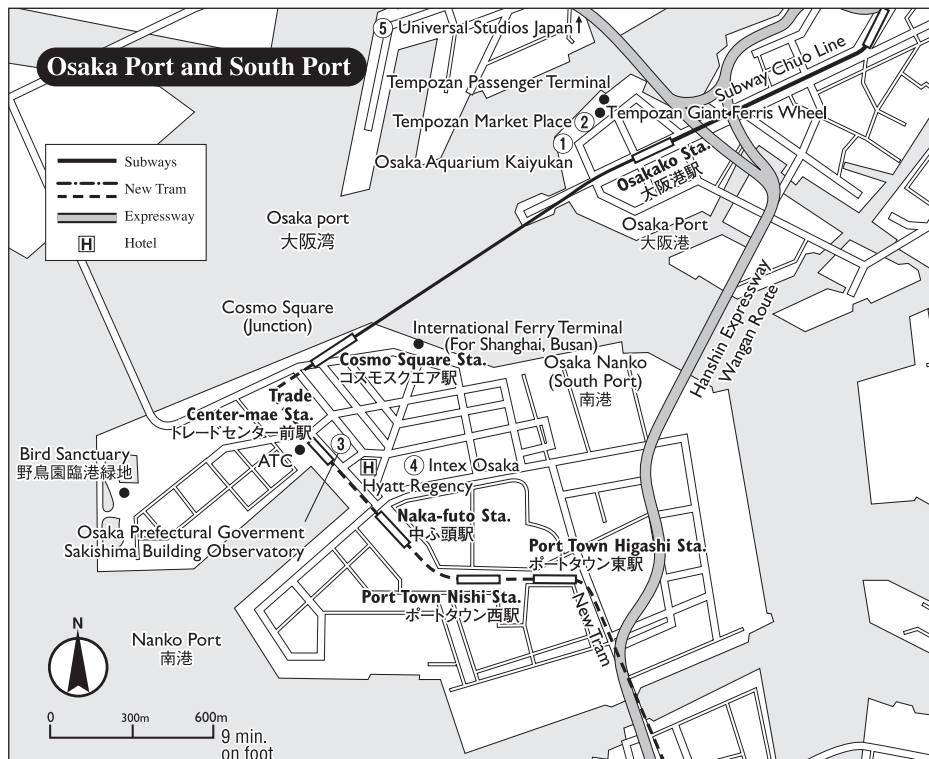 Osaka Port and South Port
⑤ Universal Studios Japan
Tempozan Passenger Terminal
Subway Chuo Line
Tempozan Market Place ②
Tempozan Giant Ferris Wheel
①
Osaka Aquarium Kaiyukan
Osakako Sta.
大阪港駅
Subways
New Tram
Expressway
H Hotel
Osaka port
大阪湾
Osaka Port
大阪港
Hanshin Expressway
Wangan Route
Cosmo Square
(Junction)
International Ferry Terminal
(For Shanghai, Busan)
Cosmo Square Sta.
コスモスクエア駅
Osaka Nanko
(South Port)
南港
Trade
Center-mae Sta.
トレードセンター前駅
③
ATC
Bird Sanctuary
野鳥園臨港緑地
H
Hyatt Regency
④ Intex Osaka
Osaka Prefectural Goverment
Sakishima Building Observatory
Naka-futo Sta.
中ふ頭駅
Port Town Higashi Sta.
ポートタウン東駅
Port Town Nishi Sta.
ポートタウン西駅
New Tram
Nanko Port
南港
N
0 300m 600m
9 min.
on foot